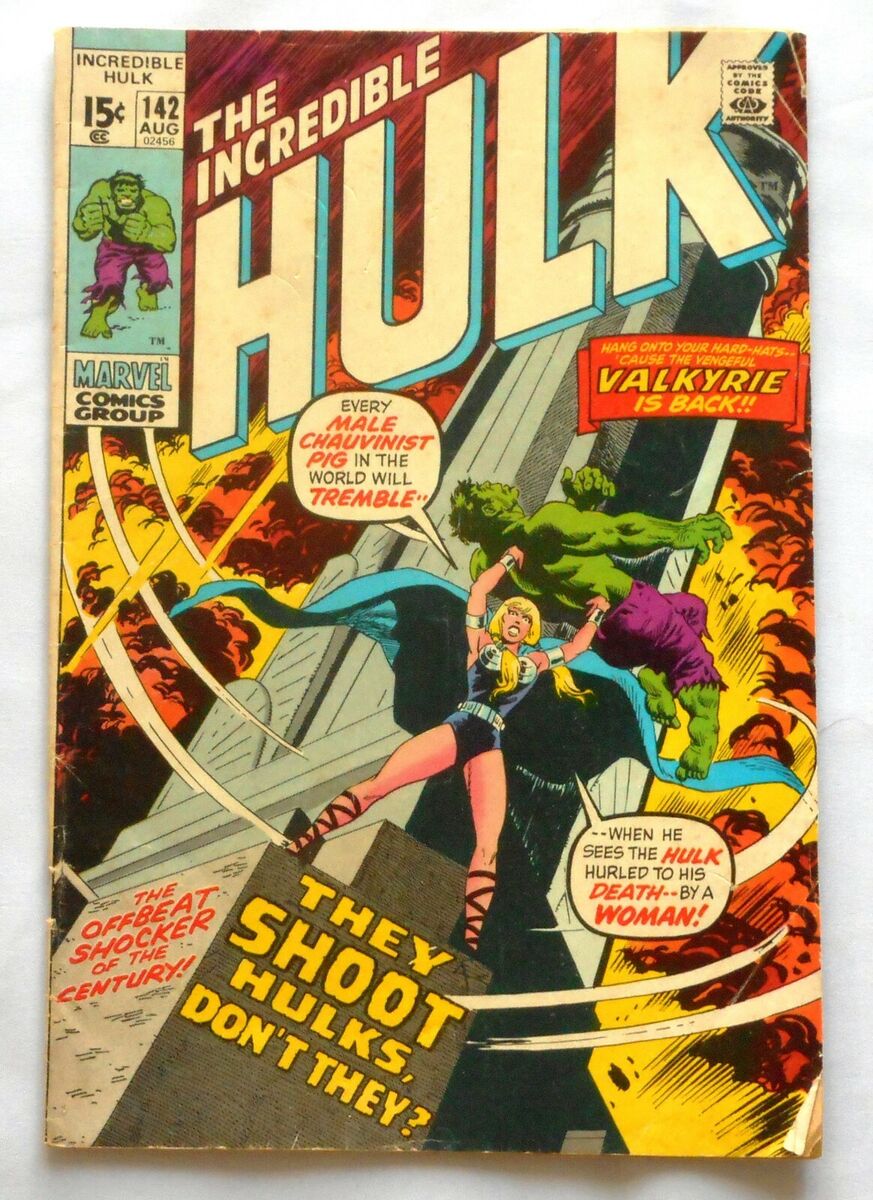 INCREDIBLE
HULK
15¢
CC
142
AUG
02456
THE
INCREDIBLE
HULK
TM
APPROVED
BY THE
COMICS
CODE
AUTHORITY
TM
MARVEL
COMICS
GROUP
HANG ONTO YOUR HARD-HATS--
'CAUSE THE VENGEFUL
VALKYRIE
IS BACK!!
EVERY
MALE
CHAUVINIST
PIG IN THE
WORLD WILL
TREMBLE--
--WHEN HE
SEES THE HULK
HURLED TO HIS
DEATH--BY A
WOMAN!
THE
OFFBEAT
SHOCKER
OF THE
CENTURY!
THEY
SHOOT
HULKS,
DON'T THEY?